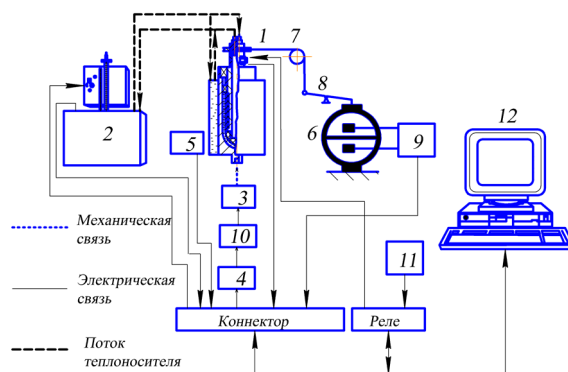 1
7
8
12
2
5
6
9
3
Механическая
связь
10
11
4
Электрическая
связь
Коннектор
Реле
Поток
теплоносителя